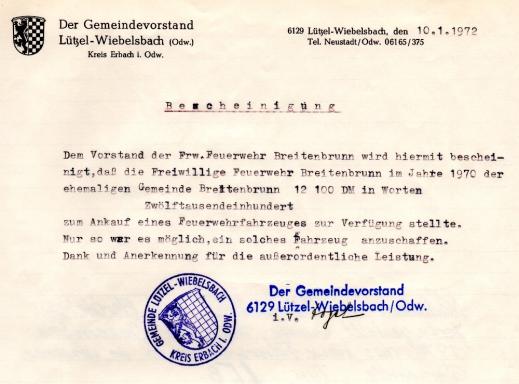 Der Gemeindevorstand
Lützel-Wiebelsbach (Odw.)
Kreis Erbach i. Odw.
6129 Lützel-Wiebelsbach, den 10.1.1972
Tel. Neustadt/Odw. 06165/375
Bescheinigung
Dem Vorstand der Frw.Feuerwehr Breitenbrunn wird hiermit beschei-
nigt,daß die Freiwillige Feuerwehr Breitenbrunn im Jahre 1970 der
ehemaligen Gemeinde Breitenbrunn 12 100 DM in Worten
Zwölftausendeinhundert
zum Ankauf eines Feuerwehrfahrzeuges zur Verfügung stellte.
Nur so war es möglich,ein solches Fahrzeug anzuschaffen.
Dank und Anerkennung für die außerordentliche Leistung.
GEMEINDE LÜTZEL-WIEBELSBACH
KREIS ERBACH I. ODW.
Der Gemeindevorstand
6129 Lützel-Wiebelsbach/Odw.
i.V.